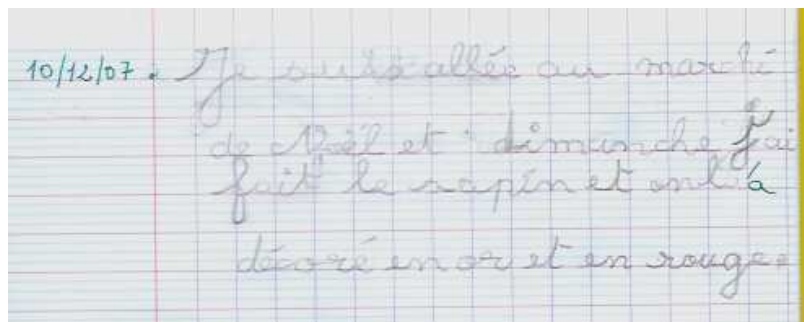 10/12/07. Je suis allée au marché
de Noël et dimanche j'ai
fait le sapin et on l'a
décoré en or et en rouge.